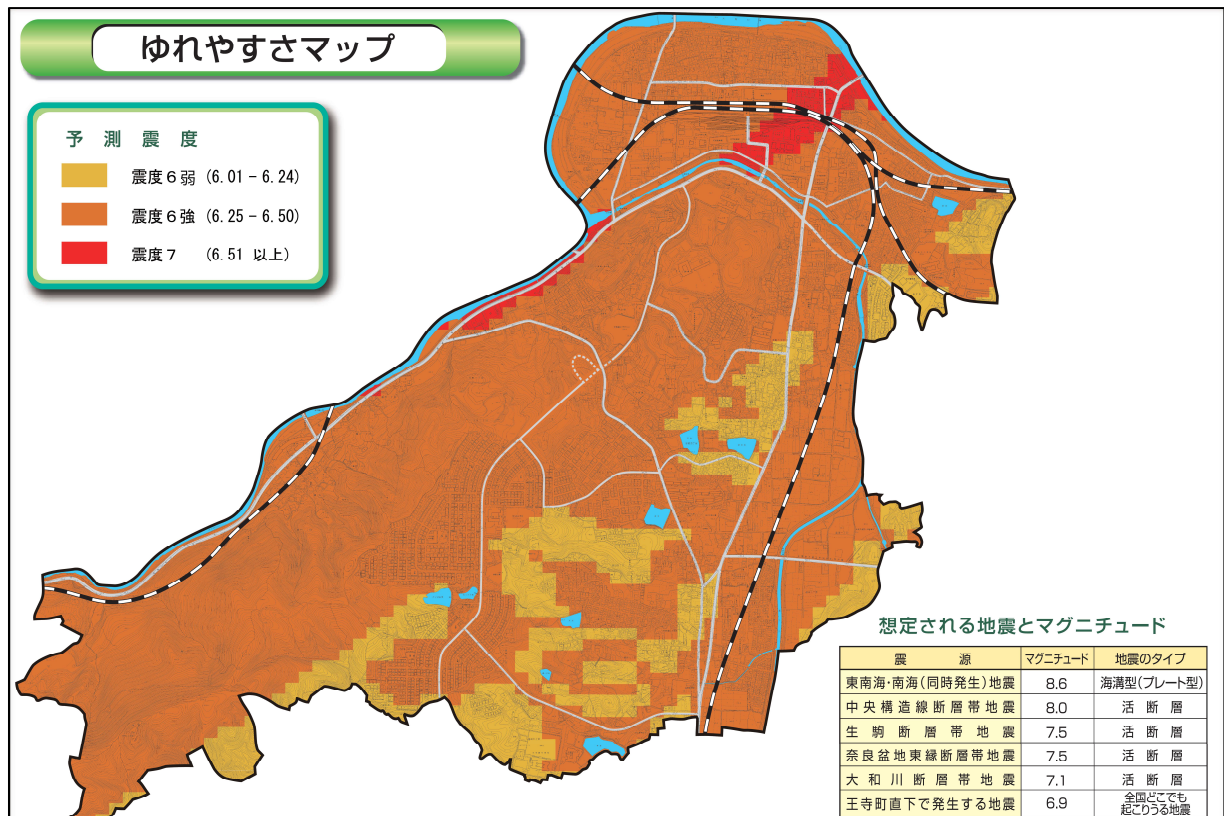 ゆれやすさマップ
予測震度
震度6弱 (6.01-6.24)
震度6強 (6.25-6.50)
震度7 (6.51 以上)
想定される地震とマグニチュード
震源 マグニチュード 地震のタイプ
東南海・南海(同時発生)地震 8.6 海溝型(プレート型)
中央構造線断層帯地震 8.0 活断層
生駒断層帯地震 7.5 活断層
奈良盆地東縁断層帯地震 7.5 活断層
大和川断層帯地震 7.1 活断層
王寺町直下で発生する地震 6.9 全国どこでも
起こりうる地震